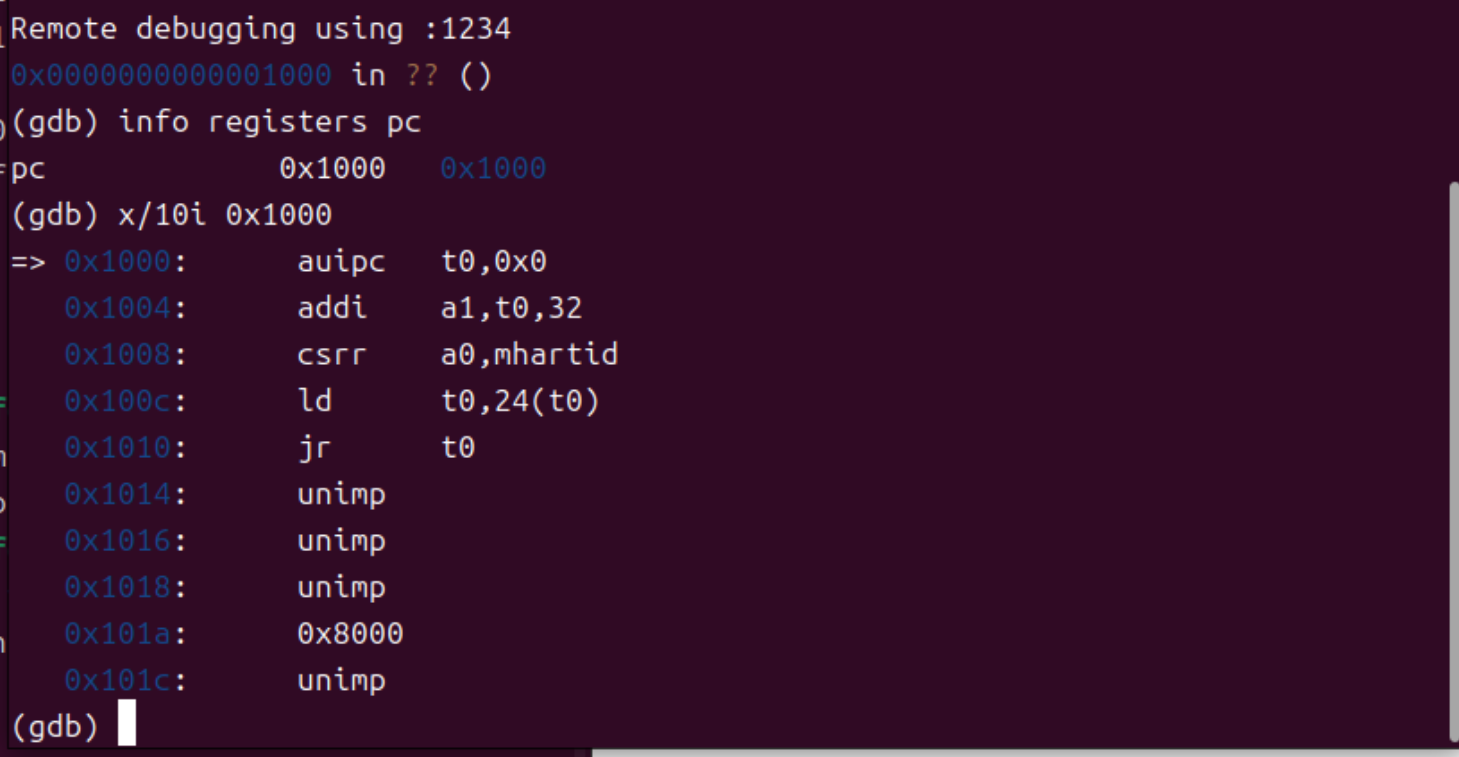 Remote debugging using :1234
0x0000000000001000 in ?? ()
(gdb) info registers pc
pc 0x1000 0x1000
(gdb) x/10i 0x1000
=> 0x1000: auipc t0,0x0
0x1004: addi a1,t0,32
0x1008: csrr a0,mhartid
0x100c: ld t0,24(t0)
0x1010: jr t0
0x1014: unimp
0x1016: unimp
0x1018: unimp
0x101a: 0x8000
0x101c: unimp
(gdb)